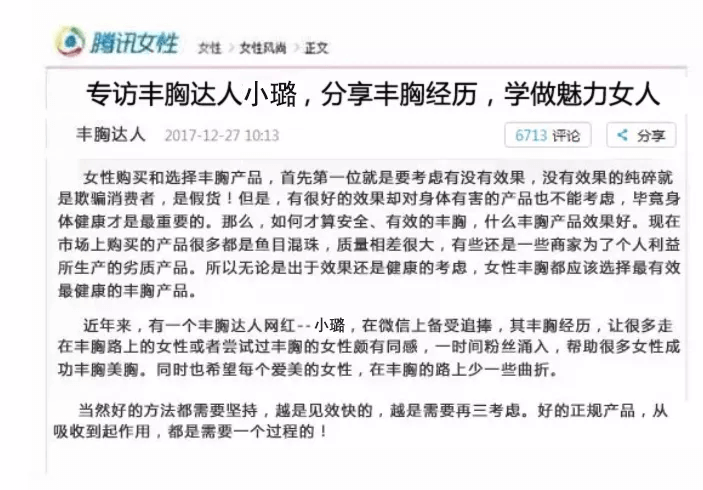 腾讯女性 女性 > 女性风尚 > 正文
专访丰胸达人小璐，分享丰胸经历，学做魅力女人
丰胸达人 2017-12-27 10:13 6713 评论 分享
女性购买和选择丰胸产品，首先第一位就是要考虑有没有效果，没有效果的纯碎就
是欺骗消费者，是假货！但是，有很好的效果却对身体有害的产品也不能考虑，毕竟身
体健康才是最重要的。那么，如何才算安全、有效的丰胸，什么丰胸产品效果好。现在
市场上购买的产品很多都是鱼目混珠，质量相差很大，有些还是一些商家为了个人利益
所生产的劣质产品。所以无论是出于效果还是健康的考虑，女性丰胸都应该选择最有效
最健康的丰胸产品。
近年来，有一个丰胸达人网红--小璐，在微信上备受追捧，其丰胸经历，让很多走
在丰胸路上的女性或者尝试过丰胸的女性颇有同感，一时间粉丝涌入，帮助很多女性成
功丰胸美胸。同时也希望每个爱美的女性，在丰胸的路上少一些曲折。
当然好的方法都需要坚持，越是见效快的，越是需要再三考虑。好的正规产品，从
吸收到起作用，都是需要一个过程的！